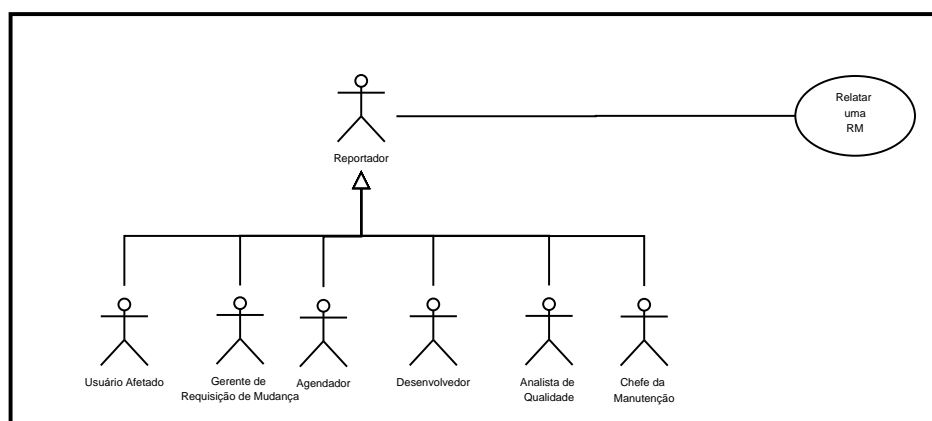 Relatar
uma
RM
Reportador
Usuário Afetado
Gerente de
Requisição de Mudança
Agendador
Desenvolvedor
Analista de
Qualidade
Chefe da
Manutenção